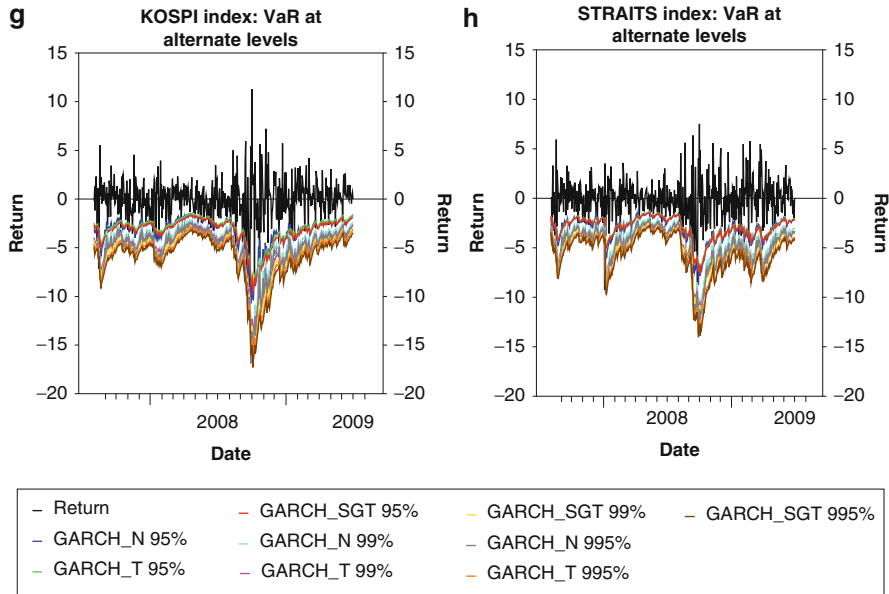 g
KOSPI index: VaR at
alternate levels
15
10
5
0
−5
−10
−15
−20
15
10
5
0
−5
−10
−15
−20
Return
Return
2008
2009
Date
h
STRAITS index: VaR at
alternate levels
15
10
5
0
−5
−10
−15
−20
15
10
5
0
−5
−10
−15
−20
Return
Return
2008
2009
Date
Return
GARCH_N 95%
GARCH_T 95%
GARCH_SGT 95%
GARCH_N 99%
GARCH_T 99%
GARCH_SGT 99%
GARCH_N 995%
GARCH_T 995%
GARCH_SGT 995%